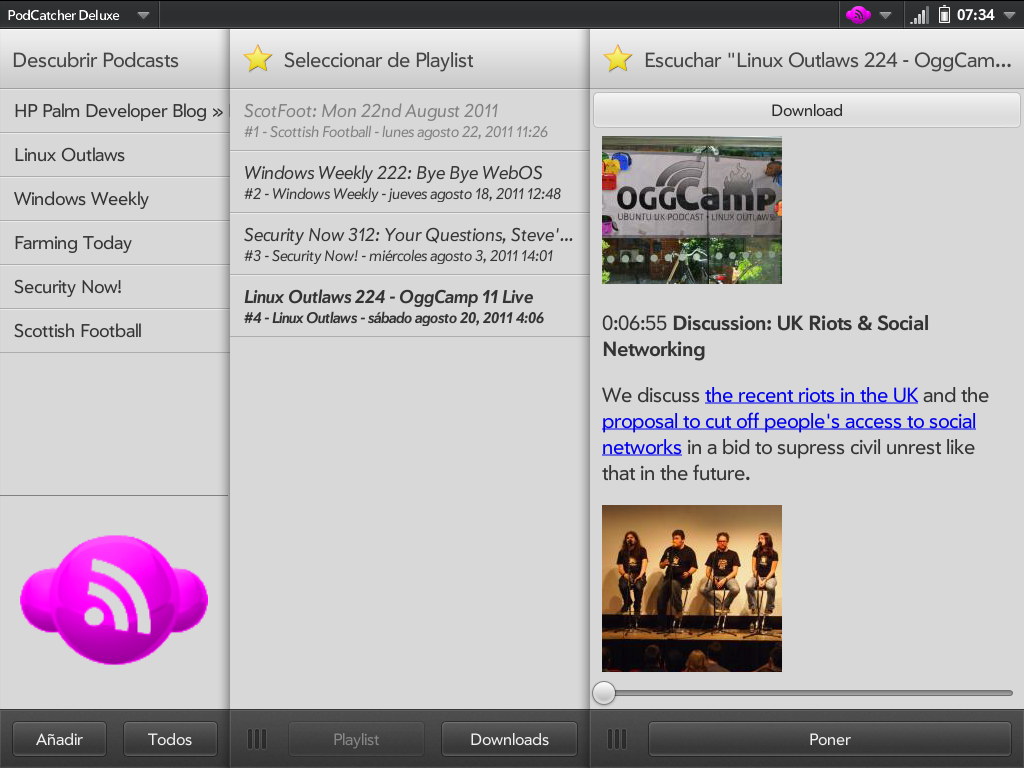 PodCatcher Deluxe
07:34
Descubrir Podcasts
HP Palm Developer Blog »
Linux Outlaws
Windows Weekly
Farming Today
Security Now!
Scottish Football
Añadir
Todos
Seleccionar de Playlist
ScotFoot: Mon 22nd August 2011
#1 - Scottish Football - lunes agosto 22, 2011 11:26
Windows Weekly 222: Bye Bye WebOS
#2 - Windows Weekly - jueves agosto 18, 2011 12:48
Security Now 312: Your Questions, Steve'...
#3 - Security Now! - miércoles agosto 3, 2011 14:01
Linux Outlaws 224 - OggCamp 11 Live
#4 - Linux Outlaws - sábado agosto 20, 2011 4:06
Playlist
Downloads
Escuchar "Linux Outlaws 224 - OggCam...
Download
OGGCAMP
UBUNTU UK PODCAST • LINUX OUTLAWS
0:06:55 Discussion: UK Riots & Social
Networking
We discuss the recent riots in the UK and the
proposal to cut off people's access to social
networks in a bid to supress civil unrest like
that in the future.
Poner